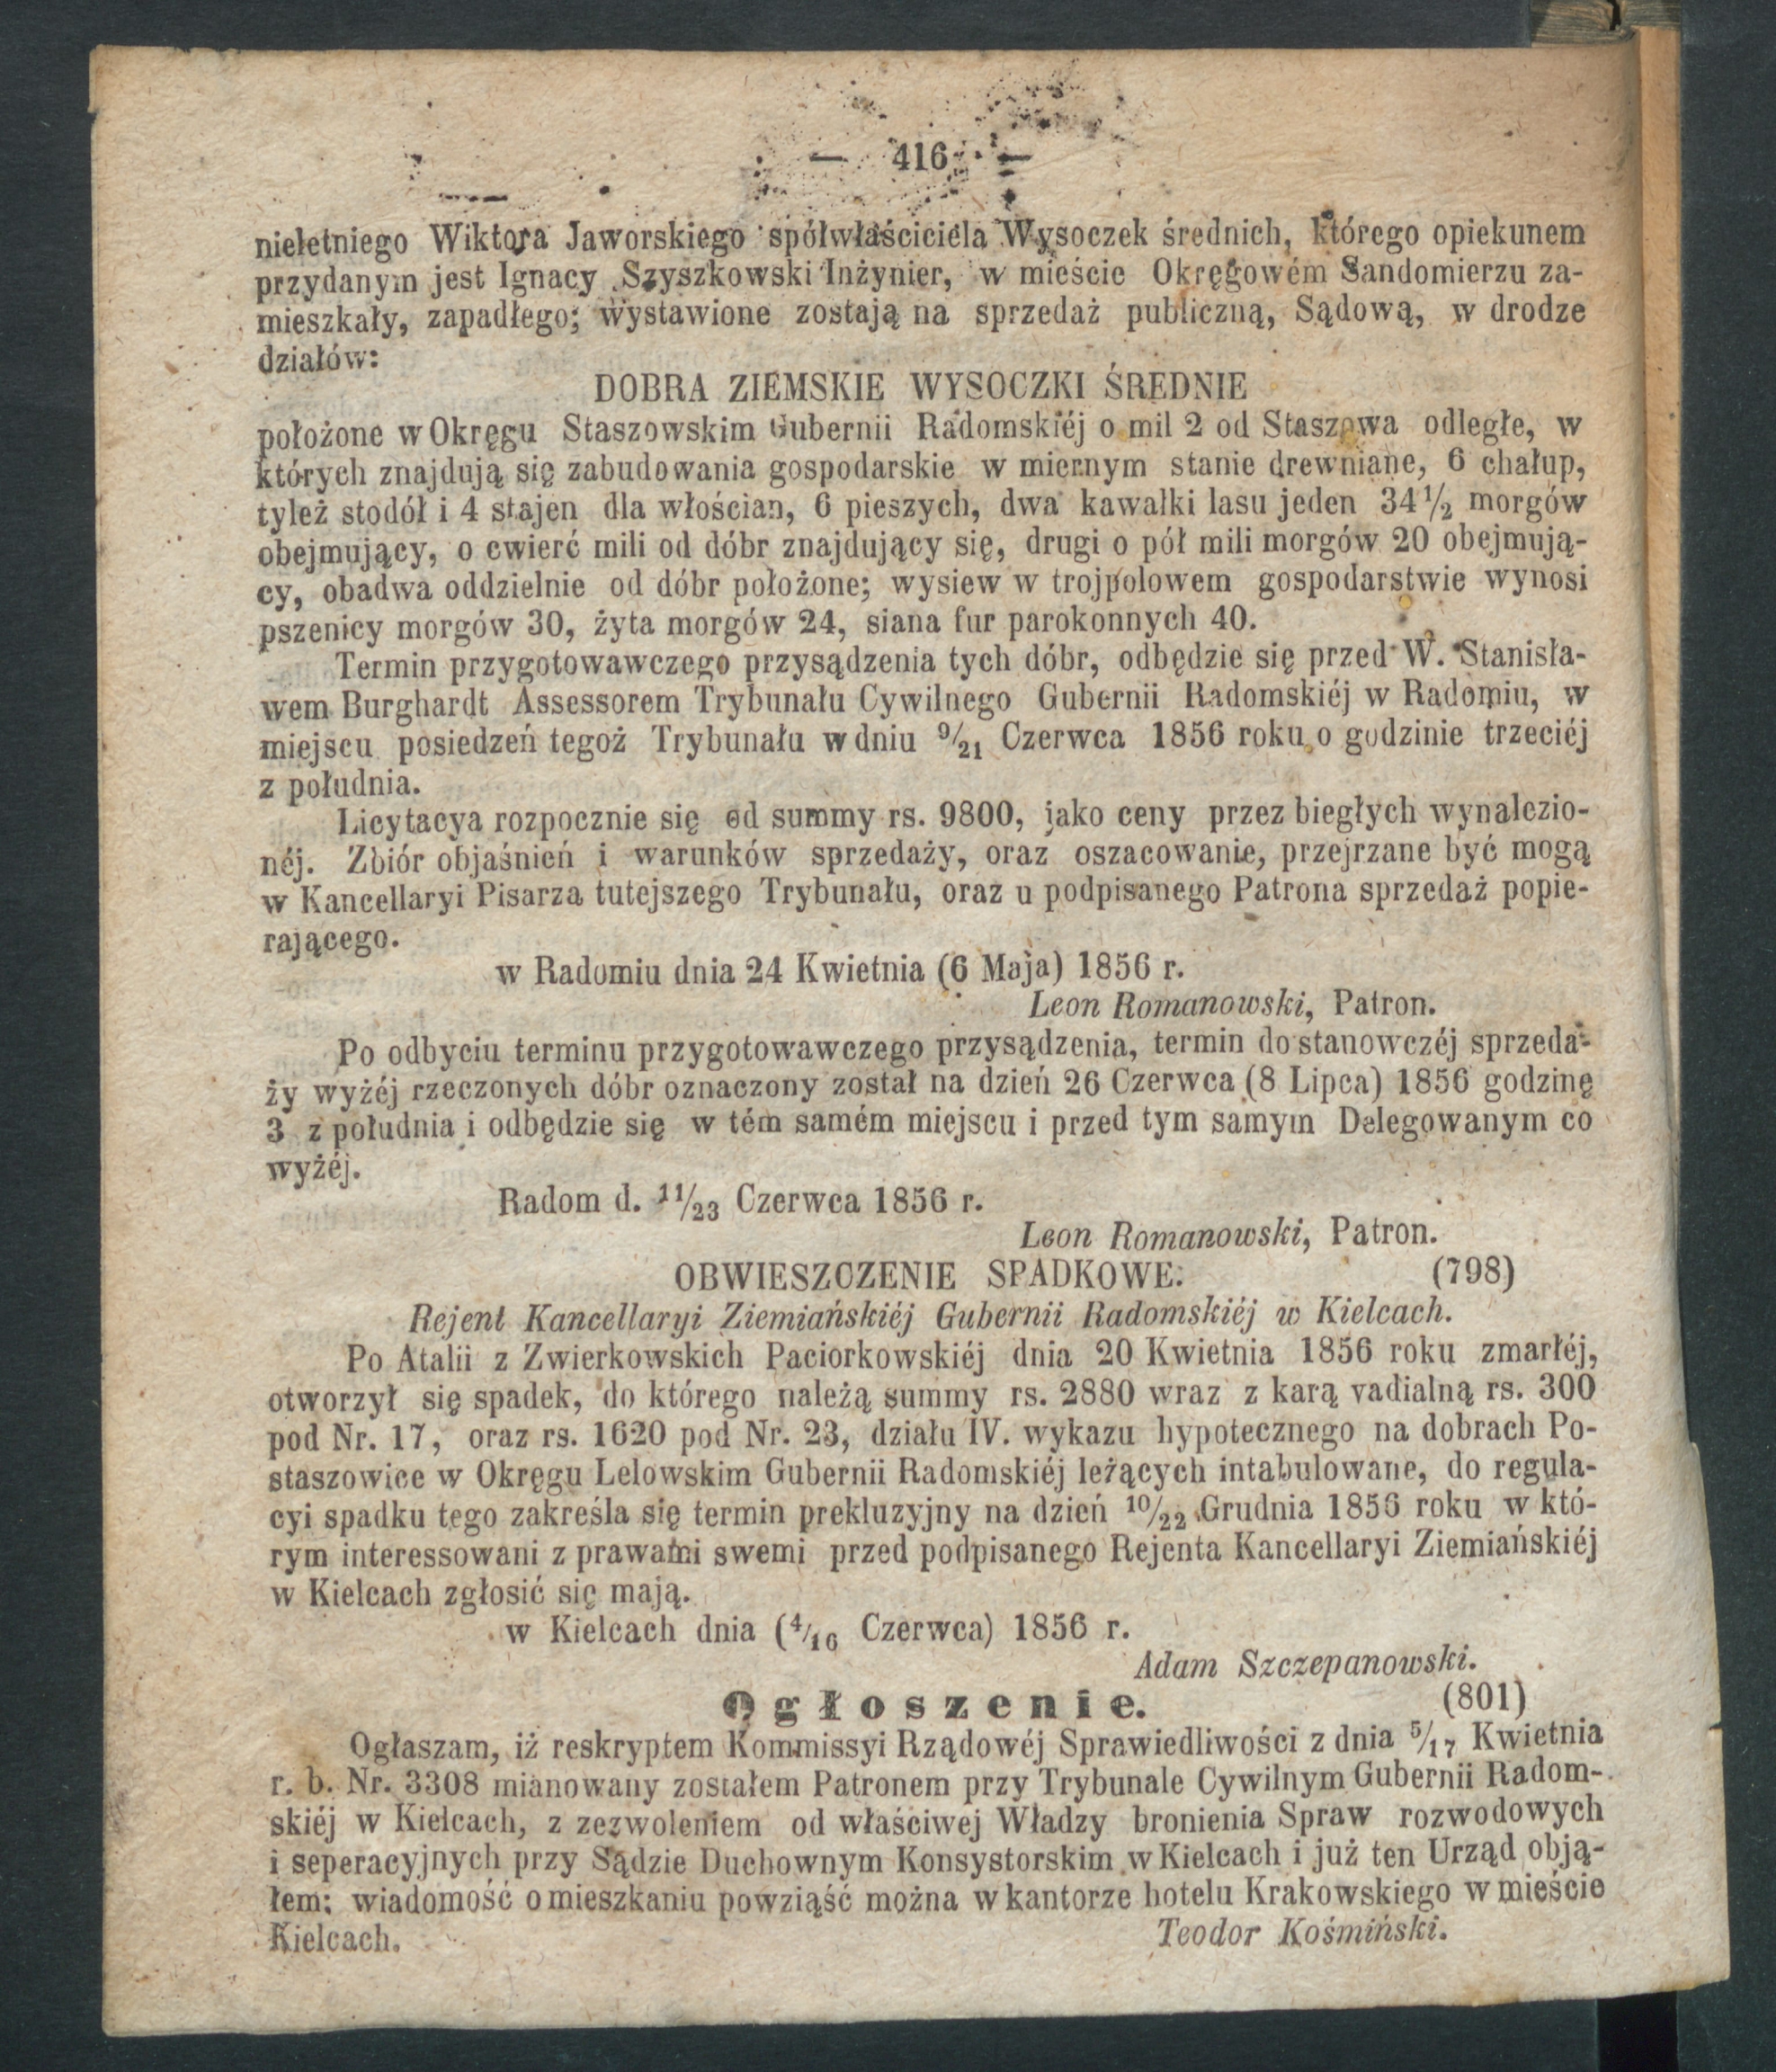 — 416 —
nieletniego Wiktora Jaworskiego spółwłaściciela Wysoczek średnich, którego opiekunem
przydanym jest Ignacy Szyszkowski Inżynier, w mieście Okręgowém Sandomierzu za-
mieszkały, zapadłego; wystawione zostają na sprzedaż publiczną, Sądową, w drodze
działów:
DOBRA ZIEMSKIE WYSOCZKI ŚREDNIE
położone w Okręgu Staszowskim Gubernii Radomskiéj o mil 2 od Staszowa odległe, w
których znajdują się zabudowania gospodarskie w miernym stanie drewniane, 6 chałup,
tyleż stodół i 4 stajen dla włościan, 6 pieszych, dwa kawałki lasu jeden 34½ morgów
obejmujący, o cwierć mili od dóbr znajdujący się, drugi o pół mili morgów 20 obejmują-
cy, obadwa oddzielnie od dóbr położone; wysiew w trojpolowem gospodarstwie wynosi
pszenicy morgów 30, żyta morgów 24, siana fur parokonnych 40.
Termin przygotowawczego przysądzenia tych dóbr, odbędzie się przed W. Stanisła-
wem Burghardt Assessorem Trybunału Cywilnego Gubernii Radomskiéj w Radomiu, w
miejscu posiedzeń tegoż Trybunału w dniu 9/21 Czerwca 1856 roku o godzinie trzeciéj
z południa.
Licytacya rozpocznie się od summy rs. 9800, jako ceny przez biegłych wynalezio-
néj. Zbiór objaśnień i warunków sprzedaży, oraz oszacowanie, przejrzane być mogą
w Kancellaryi Pisarza tutejszego Trybunału, oraz u podpisanego Patrona sprzedaż popie-
rającego.
w Radomiu dnia 24 Kwietnia (6 Maja) 1856 r.
Leon Romanowski, Patron.
Po odbyciu terminu przygotowawczego przysądzenia, termin do stanowczéj sprzeda-
ży wyżéj rzeczonych dóbr oznaczony został na dzień 26 Czerwca (8 Lipca) 1856 godzinę
3 z południa i odbędzie się w tém samém miejscu i przed tym samym Delegowanym co
wyżéj.
Radom d. 11/23 Czerwca 1856 r.
Leon Romanowski, Patron.
OBWIESZCZENIE SPADKOWE. (798)
Rejent Kancellaryi Ziemiańskiéj Gubernii Radomskiéj w Kielcach.
Po Atalii z Zwierkowskich Paciorkowskiéj dnia 20 Kwietnia 1856 roku zmarłéj,
otworzył się spadek, do którego należą summy rs. 2880 wraz z karą vadialną rs. 300
pod Nr. 17, oraz rs. 1620 pod Nr. 23, działu IV. wykazu hypotecznego na dobrach Po-
staszowice w Okręgu Lelowskim Gubernii Radomskiéj leżących intabulowane, do regula-
cyi spadku tego zakreśla się termin prekluzyjny na dzień 10/22 Grudnia 1856 roku w któ-
rym interessowani z prawami swemi przed podpisanego Rejenta Kancellaryi Ziemiańskiéj
w Kielcach zgłosić się mają.
w Kielcach dnia (4/16 Czerwca) 1856 r.
Adam Szczepanowski.
Ogłoszenie. (801)
Ogłaszam, iż reskryptem Kommissyi Rządowéj Sprawiedliwości z dnia 5/17 Kwietnia
r. b. Nr. 3308 mianowany zostałem Patronem przy Trybunale Cywilnym Gubernii Radom-
skiéj w Kielcach, z zezwoleniem od właściwej Władzy bronienia Spraw rozwodowych
i seperacyjnych przy Sądzie Duchownym Konsystorskim w Kielcach i już ten Urząd obją-
łem; wiadomość o mieszkaniu powziąść można w kantorze hotelu Krakowskiego w mieście
Kielcach. Teodor Kośmiński.